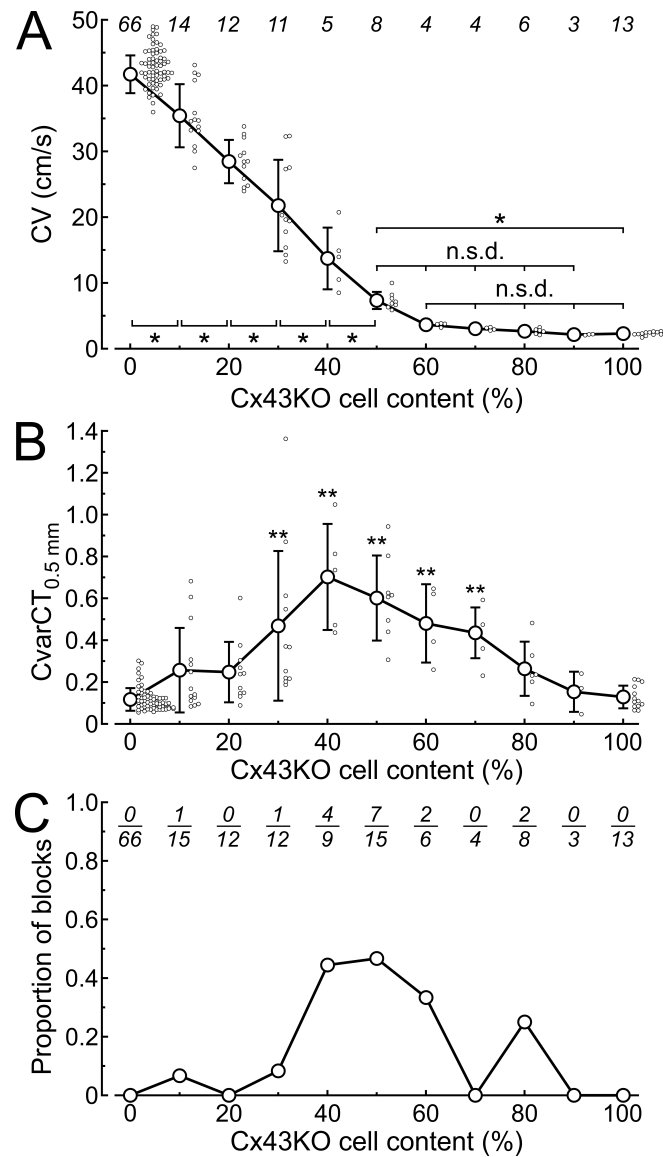 A
66 14 12 11 5 8 4 4 6 3 13
50
40
30
20
10
0
CV (cm/s)
*
n.s.d.
n.s.d.
* * * * *
0 20 40 60 80 100
Cx43KO cell content (%)
B
1.4
1.2
1.0
0.8
0.6
0.4
0.2
0
CvarCT0.5 mm
** ** ** ** **
0 20 40 60 80 100
Cx43KO cell content (%)
C
0 1 0 1 4 7 2 0 2 0 0
66 15 12 12 9 15 6 4 8 3 13
1.0
0.8
0.6
0.4
0.2
0
Proportion of blocks
0 20 40 60 80 100
Cx43KO cell content (%)